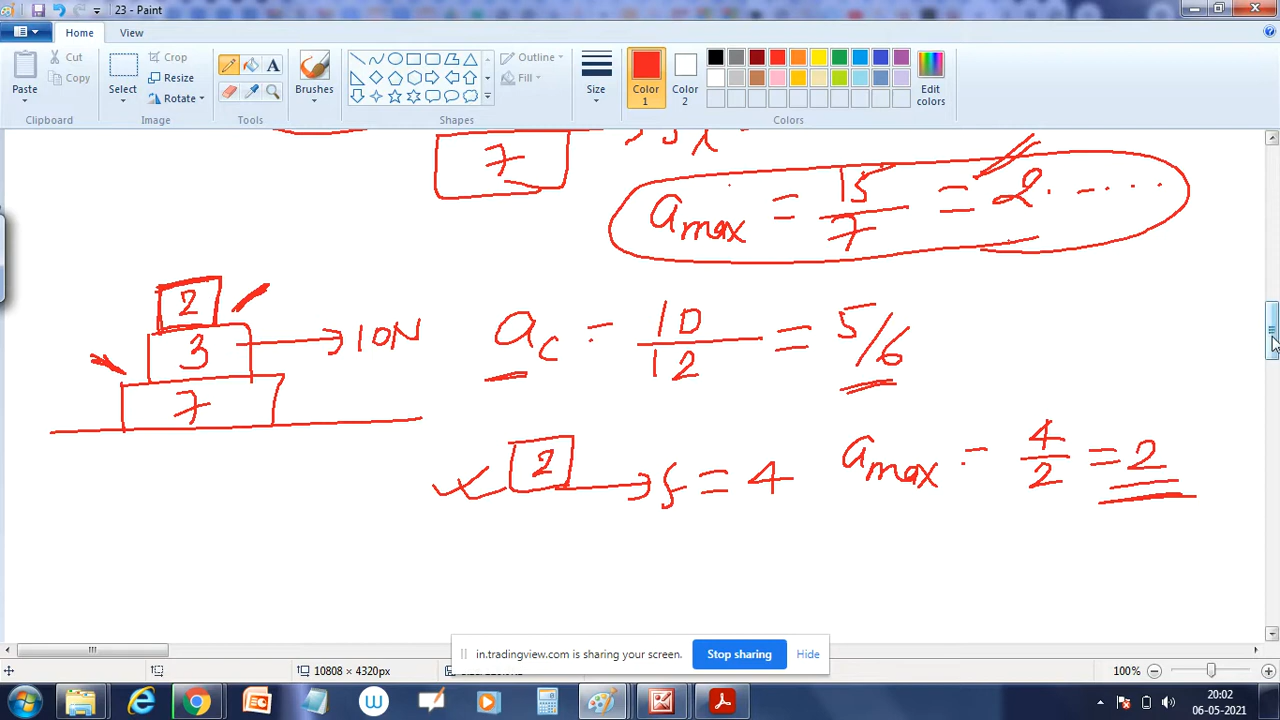 23 - Paint
Home View
Paste
Cut
Copy
Clipboard
Select
Crop
Resize
Rotate
Image
Tools
Brushes
Outline
Fill
Shapes
Size
Color 1
Color 2
Edit colors
Colors
7
amax = 15/7 = 2.....
2
3 → 10N
7
ac = 10/12 = 5/6
2 → f = 4
amax = 4/2 = 2
in.tradingview.com is sharing your screen. Stop sharing Hide
10808 × 4320px
100%
20:02
06-05-2021